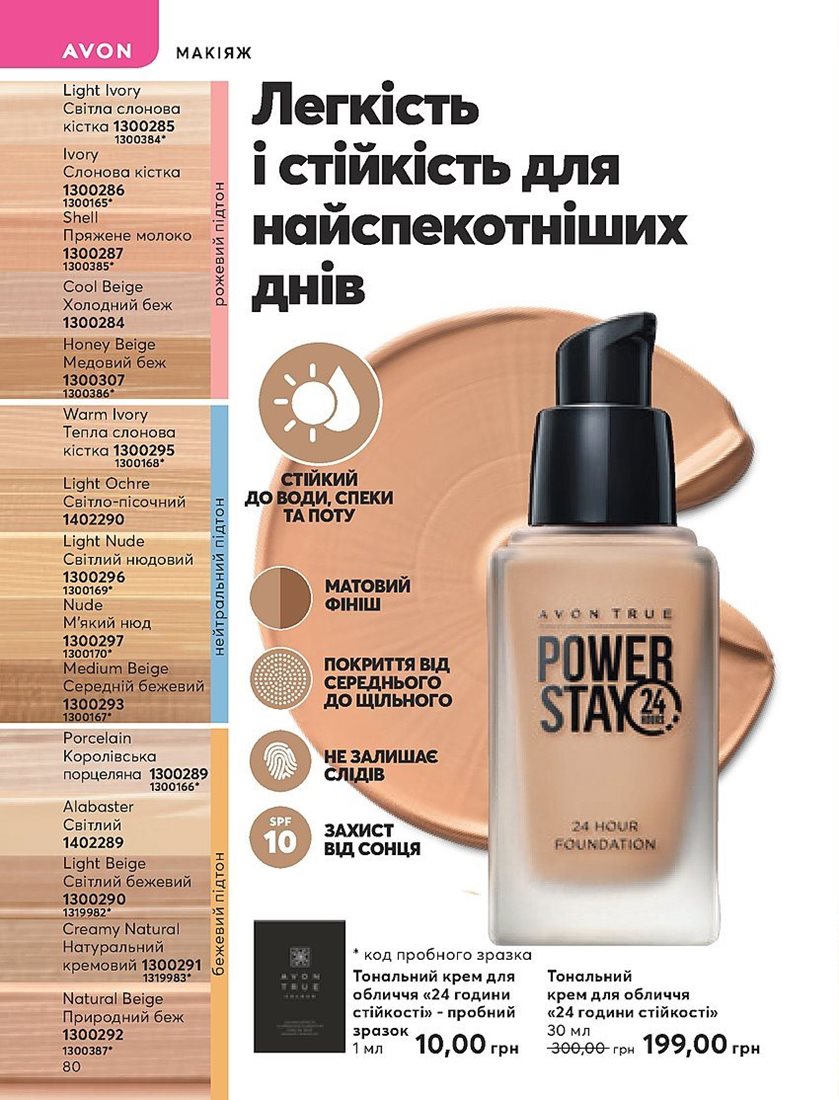 AVON
МАКІЯЖ
Легкість
і стійкість для
найспекотніших
днів
Light Ivory
Світла слонова
кістка 1300285
1300384*
Ivory
Слонова кістка
1300286
1300165*
Shell
Пряжене молоко
1300287
1300385*
Cool Beige
Холодний беж
1300284
Honey Beige
Медовий беж
1300307
1300386*
рожевий підтон
Warm Ivory
Тепла слонова
кістка 1300295
1300168*
Light Ochre
Світло-пісочний
1402290
Light Nude
Світлий нюдовий
1300296
1300169*
Nude
М'який нюд
1300297
1300170*
Medium Beige
Середній бежевий
1300293
1300167*
нейтральний підтон
Porcelain
Королівська
порцеляна 1300289
1300166*
Alabaster
Світлий
1402289
Light Beige
Світлий бежевий
1300290
1319982*
Creamy Natural
Натуральний
кремовий 1300291
1319983*
Natural Beige
Природний беж
1300292
1300387*
бежевий підтон
80
СТІЙКИЙ
ДО ВОДИ, СПЕКИ
ТА ПОТУ
МАТОВИЙ
ФІНІШ
ПОКРИТТЯ ВІД
СЕРЕДНЬОГО
ДО ЩІЛЬНОГО
НЕ ЗАЛИШАЄ
СЛІДІВ
SPF
10
ЗАХИСТ
ВІД СОНЦЯ
AVON TRUE
POWER
STAY 24
HOURS
24 HOUR
FOUNDATION
AVON
TRUE
* код пробного зразка
Тональний крем для
обличчя «24 години
стійкості» - пробний
зразок
1 мл 10,00 грн
Тональний
крем для обличчя
«24 години стійкості»
30 мл
300,00 грн 199,00 грн